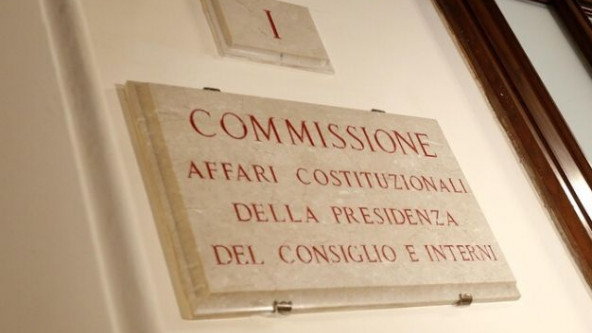 I
COMMISSIONE
AFFARI COSTITUZIONALI
DELLA PRESIDENZA
DEL CONSIGLIO E INTERNI